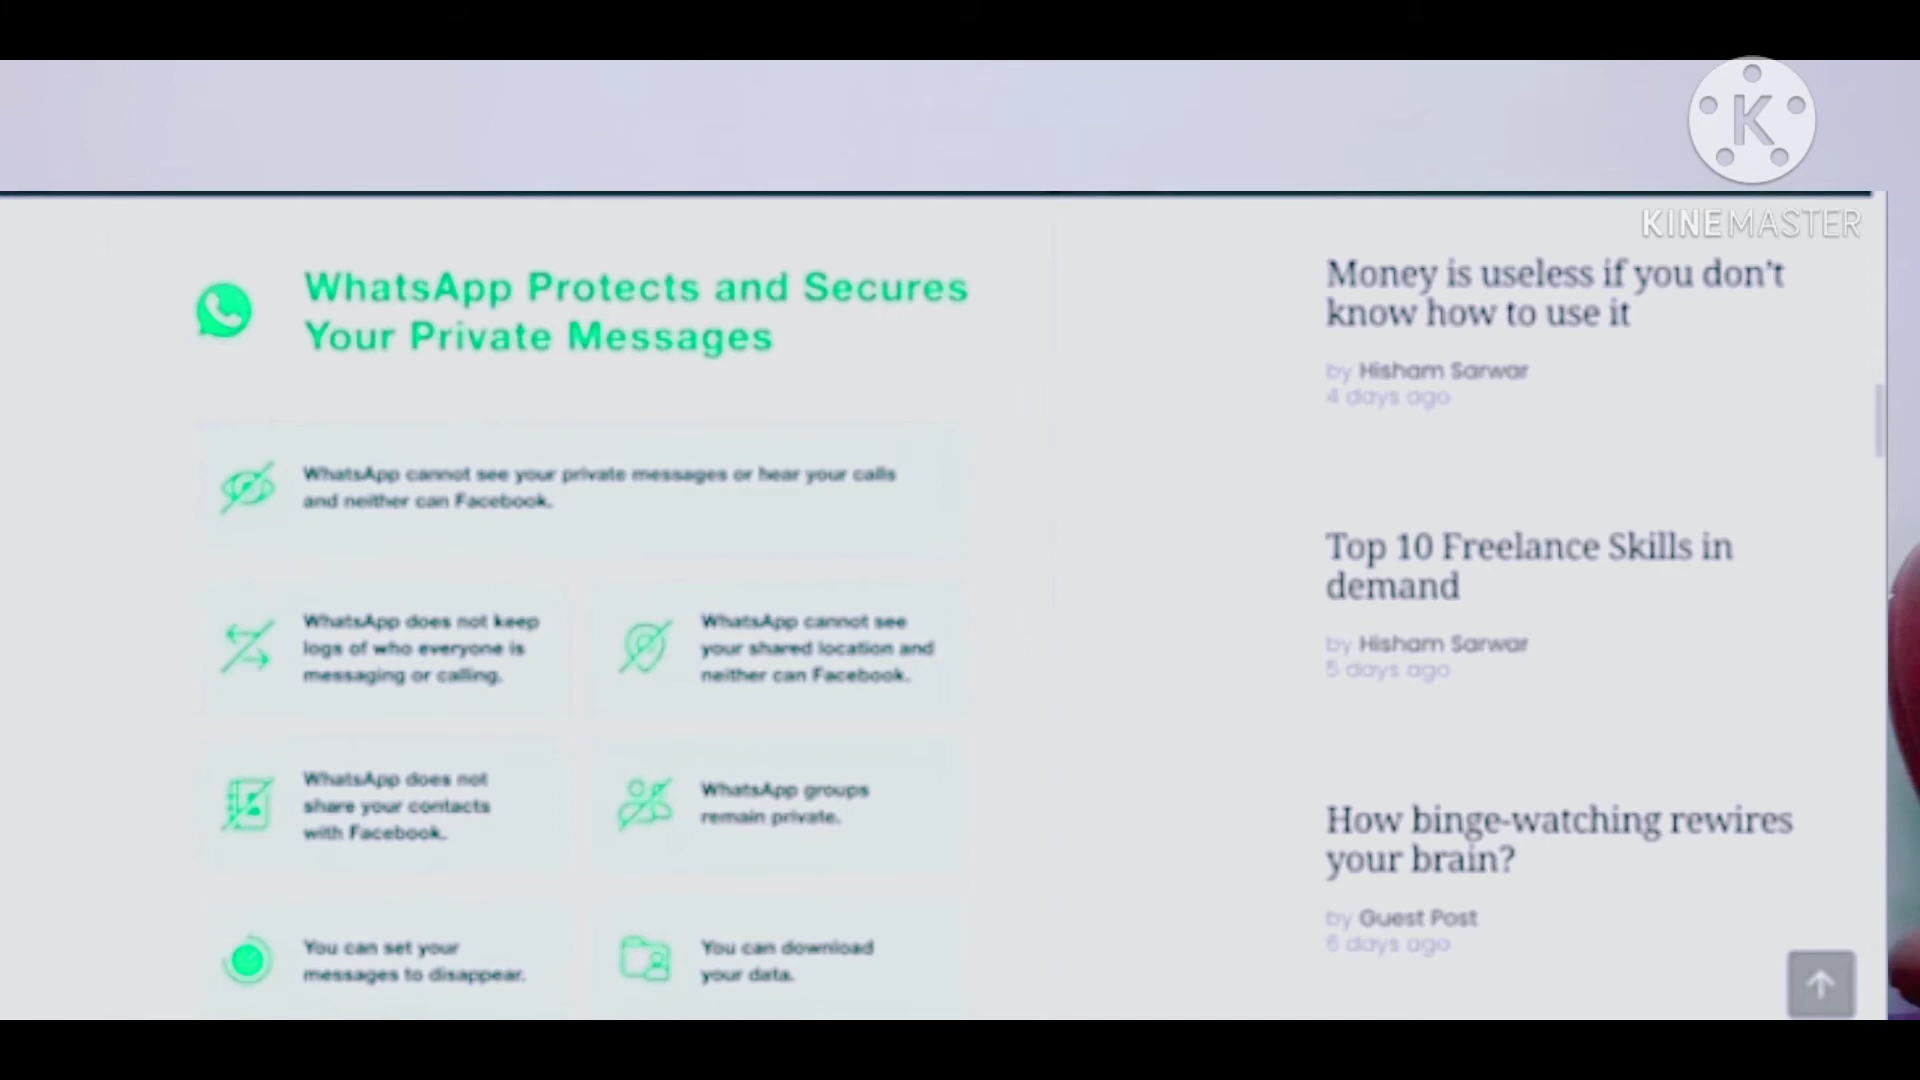 K
KINEMASTER
WhatsApp Protects and Secures
Your Private Messages
WhatsApp cannot see your private messages or hear your calls
and neither can Facebook.
WhatsApp does not keep
logs of who everyone is
messaging or calling.
WhatsApp cannot see
your shared location and
neither can Facebook.
WhatsApp does not
share your contacts
with Facebook.
WhatsApp groups
remain private.
You can set your
messages to disappear.
You can download
your data.
Money is useless if you don’t
know how to use it
by Hisham Sarwar
4 days ago
Top 10 Freelance Skills in
demand
by Hisham Sarwar
5 days ago
How binge-watching rewires
your brain?
by Guest Post
6 days ago